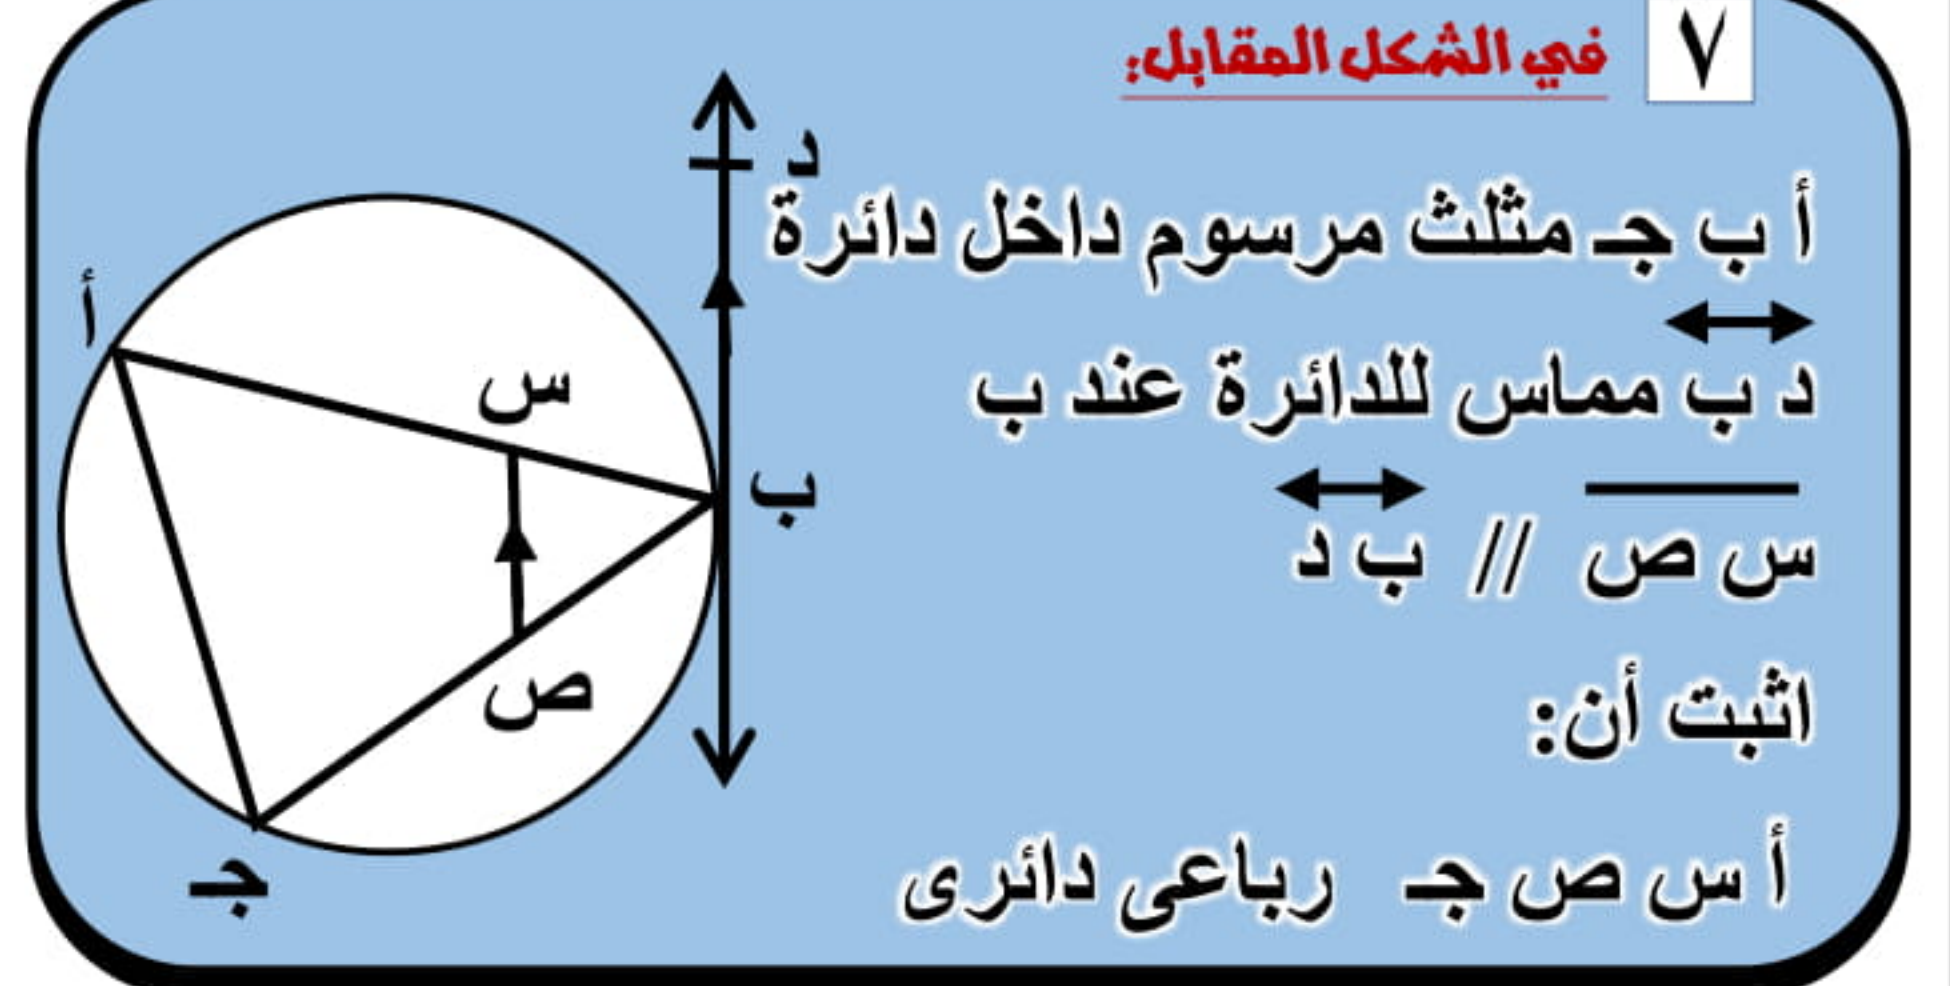 ٧
في الشكل المقابل:
أ ب جـ مثلث مرسوم داخل دائرة
د ب مماس للدائرة عند ب
س ص // ب د
اثبت أن:
أ س ص جـ رباعى دائرى
د
أ
س
ب
ص
جـ